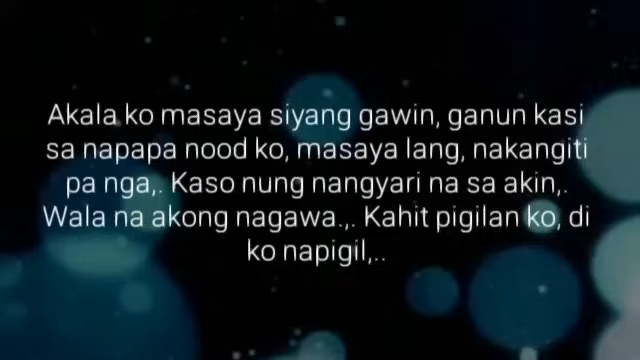 Akala ko masaya siyang gawin, ganun kasi
sa napapa nood ko, masaya lang, nakangiti
pa nga,. Kaso nung nangyari na sa akin,.
Wala na akong nagawa.,. Kahit pigilan ko, di
ko napigil,..